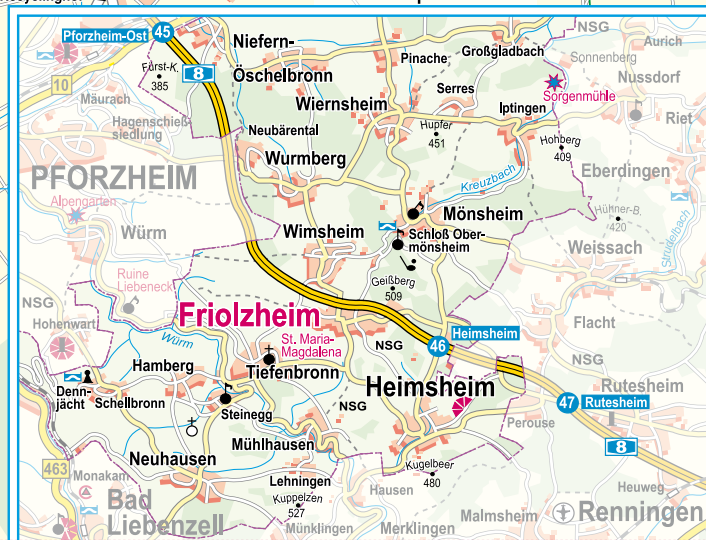 Pforzheim-Ost 45
Niefern-
Öschelbronn
8
Fürst-K.
385
10
Mäurach
Hagenschieß-
siedlung
Neubärental
Wurmberg
PFORZHEIM
Alpengarten
Würm
Pinache
Großglattbach
Serres
Wiernsheim
Iptingen
Hupfer
451
NSG
Aurich
Sonnenberg
Nussdorf
Sorgenmühle
Riet
Hohberg
409
Eberdingen
Kreuzbach
Hühner-B.
420
Strudelbach
Mönsheim
Schloß Ober-
mönsheim
Weissach
Wimsheim
Geißberg
509
Ruine
Liebeneck
NSG
Hohenwart
Friolzheim
Würm
St. Maria-
Magdalena
NSG
46
Heimsheim
Flacht
NSG
Hamberg
Tiefenbronn
Heimsheim
Rutesheim
Denn-
jächt
Schellbronn
Steinegg
NSG
47 Rutesheim
Perouse
8
Mühlhausen
Neuhausen
463
Monakam
Lehningen
Kugelbeer
480
Heuweg
Bad
Liebenzell
Kuppelzen
527
Hausen
Münklingen
Merklingen
Malmsheim
Renningen